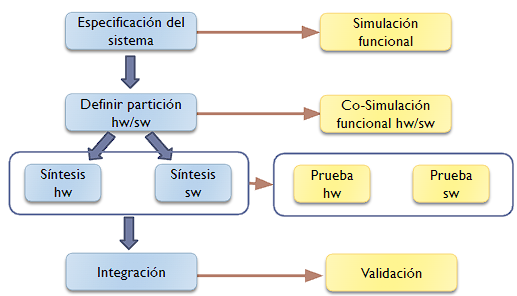 Especificación del
sistema
Simulación
funcional
Definir partición
hw/sw
Co-Simulación
funcional hw/sw
Síntesis
hw
Síntesis
sw
Prueba
hw
Prueba
sw
Integración
Validación